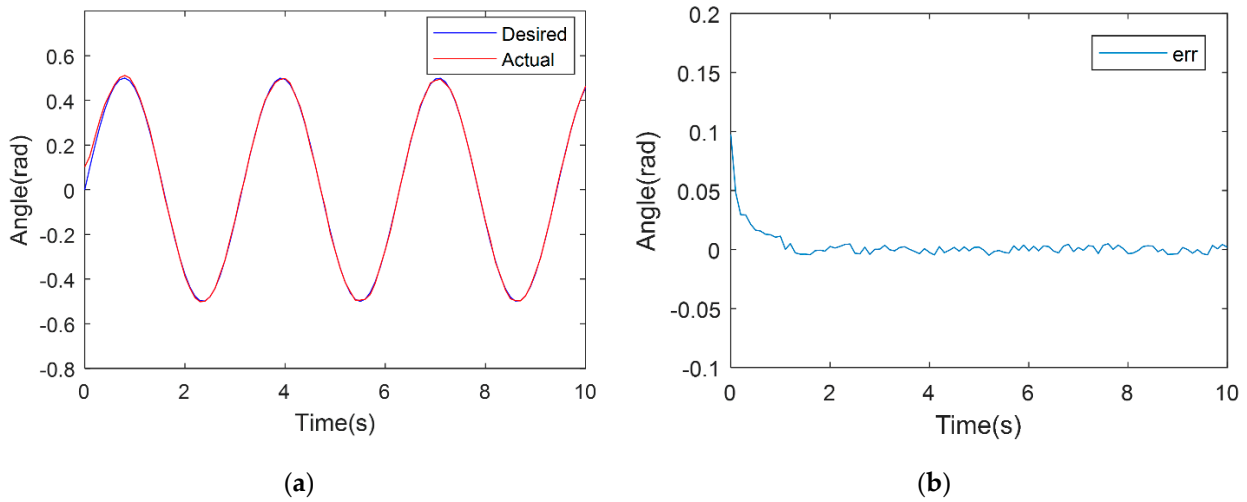 Desired
Actual
0.6
0.4
0.2
0
-0.2
-0.4
-0.6
-0.8
Angle(rad)
0 2 4 6 8 10
Time(s)
(a)
err
0.2
0.15
0.1
0.05
0
-0.05
-0.1
Angle(rad)
0 2 4 6 8 10
Time(s)
(b)